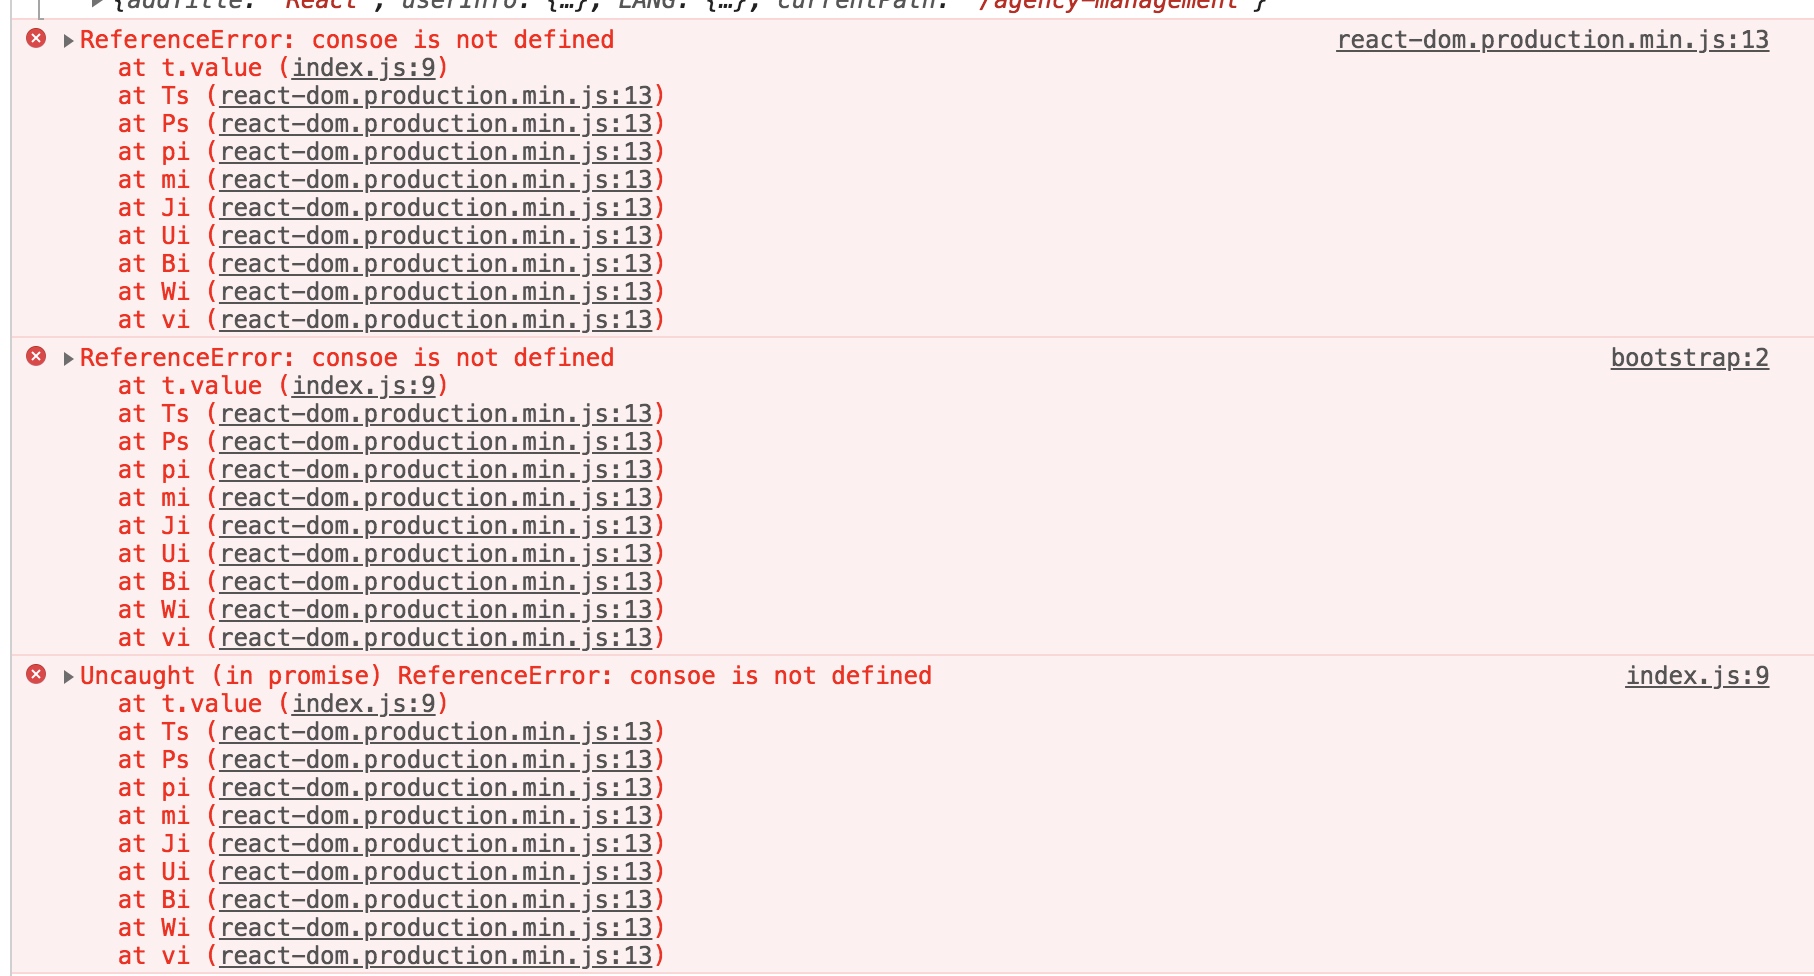 {addTitle: "React", userInfo: {…}, LANG: {…}, currentPath: "/agency-management"}
ReferenceError: consoe is not defined react-dom.production.min.js:13
at t.value (index.js:9)
at Ts (react-dom.production.min.js:13)
at Ps (react-dom.production.min.js:13)
at pi (react-dom.production.min.js:13)
at mi (react-dom.production.min.js:13)
at Ji (react-dom.production.min.js:13)
at Ui (react-dom.production.min.js:13)
at Bi (react-dom.production.min.js:13)
at Wi (react-dom.production.min.js:13)
at vi (react-dom.production.min.js:13)
ReferenceError: consoe is not defined bootstrap:2
at t.value (index.js:9)
at Ts (react-dom.production.min.js:13)
at Ps (react-dom.production.min.js:13)
at pi (react-dom.production.min.js:13)
at mi (react-dom.production.min.js:13)
at Ji (react-dom.production.min.js:13)
at Ui (react-dom.production.min.js:13)
at Bi (react-dom.production.min.js:13)
at Wi (react-dom.production.min.js:13)
at vi (react-dom.production.min.js:13)
Uncaught (in promise) ReferenceError: consoe is not defined index.js:9
at t.value (index.js:9)
at Ts (react-dom.production.min.js:13)
at Ps (react-dom.production.min.js:13)
at pi (react-dom.production.min.js:13)
at mi (react-dom.production.min.js:13)
at Ji (react-dom.production.min.js:13)
at Ui (react-dom.production.min.js:13)
at Bi (react-dom.production.min.js:13)
at Wi (react-dom.production.min.js:13)
at vi (react-dom.production.min.js:13)